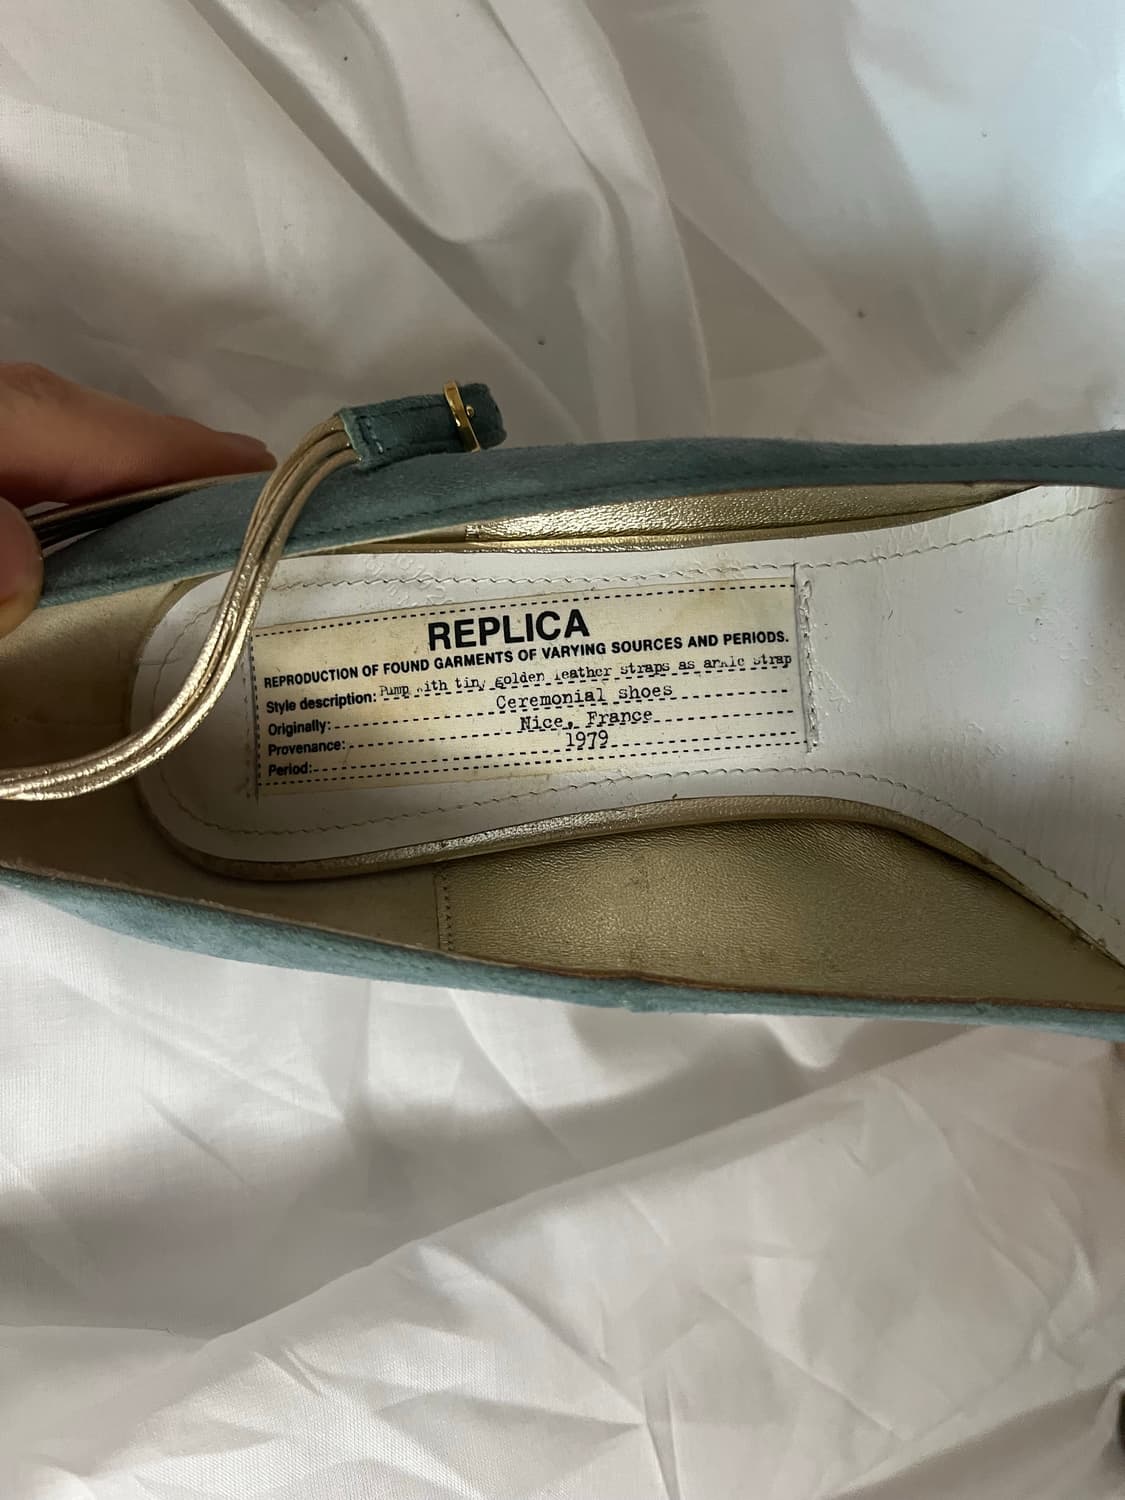 REPLICA
REPRODUCTION OF FOUND GARMENTS OF VARYING SOURCES AND PERIODS.
Style description: Pump with tiny golden leather straps as ankle strap
Originally: Ceremonial shoes
Provenance: Nice, France
Period: 1979